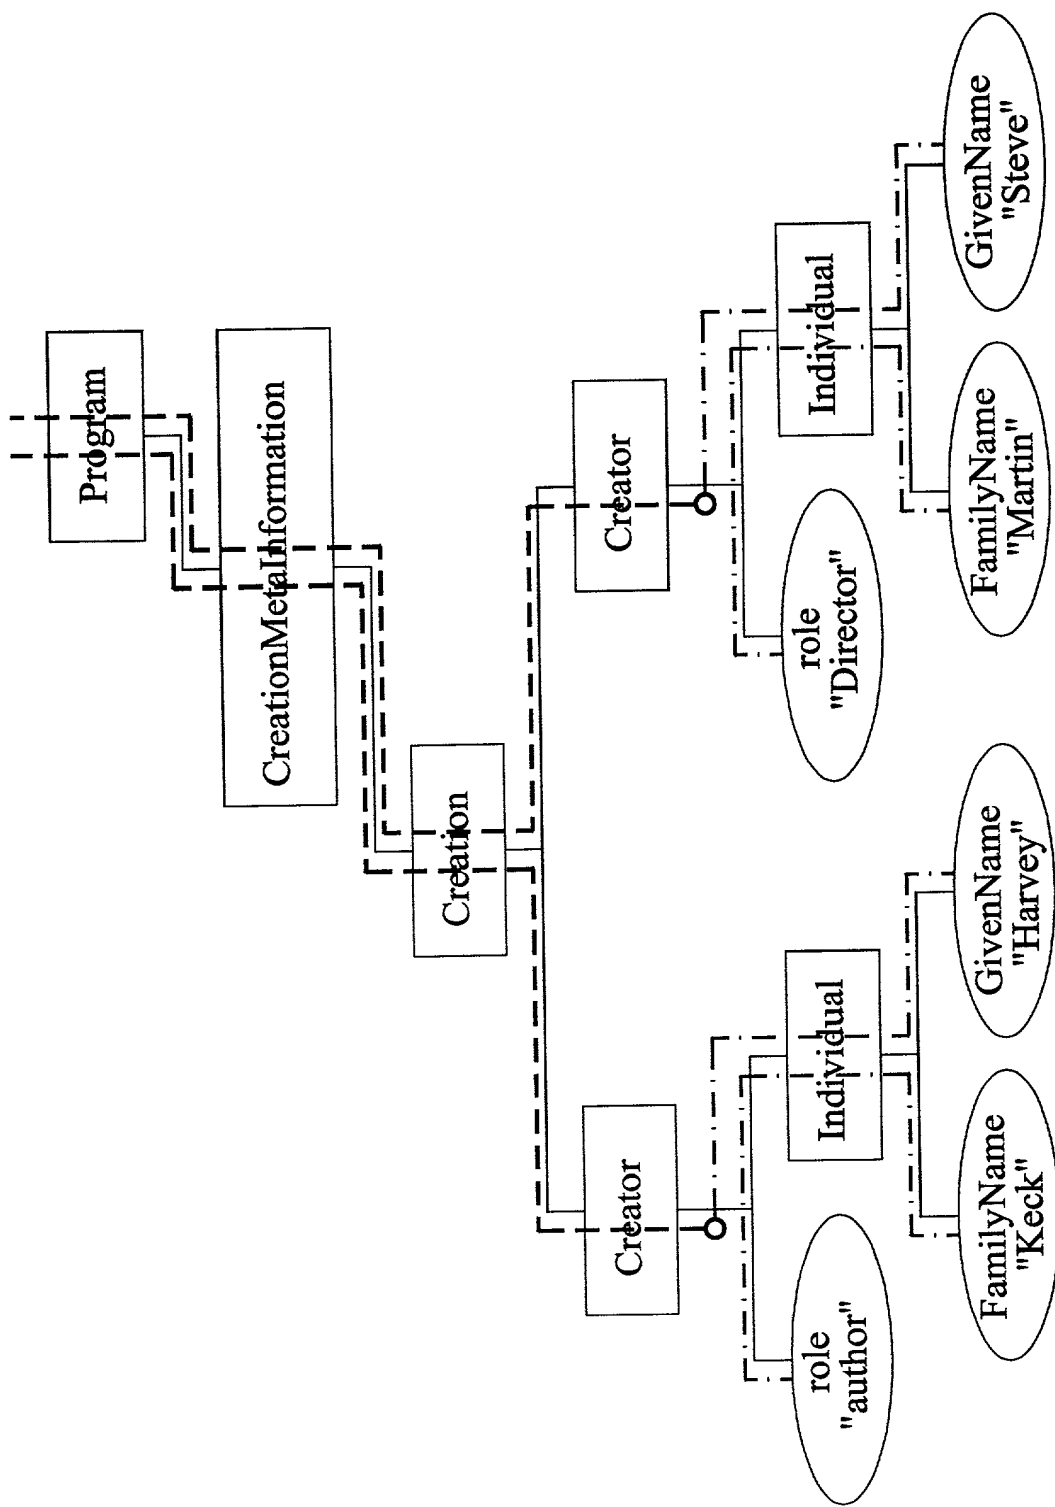 Program
CreationMetaInformation
Creation
Creator
Creator
role
"author"
Individual
role
"Director"
Individual
FamilyName
"Keck"
GivenName
"Harvey"
FamilyName
"Martin"
GivenName
"Steve"